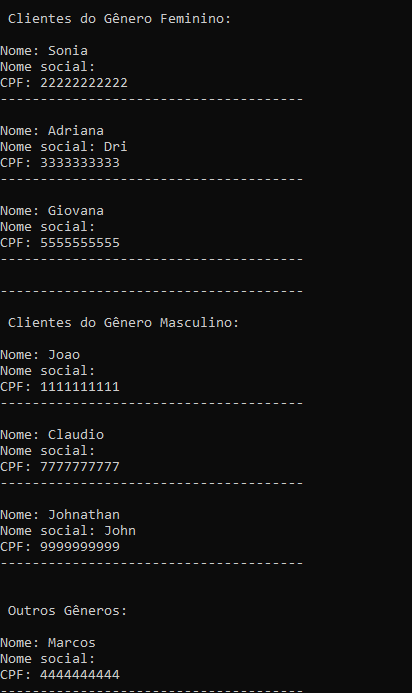 Clientes do Gênero Feminino:
Nome: Sonia
Nome social:
CPF: 22222222222
--------------------------------------
Nome: Adriana
Nome social: Dri
CPF: 3333333333
--------------------------------------
Nome: Giovana
Nome social:
CPF: 5555555555
--------------------------------------
--------------------------------------
Clientes do Gênero Masculino:
Nome: Joao
Nome social:
CPF: 1111111111
--------------------------------------
Nome: Claudio
Nome social:
CPF: 7777777777
--------------------------------------
Nome: Johnathan
Nome social: John
CPF: 9999999999
--------------------------------------
Outros Gêneros:
Nome: Marcos
Nome social:
CPF: 4444444444
--------------------------------------